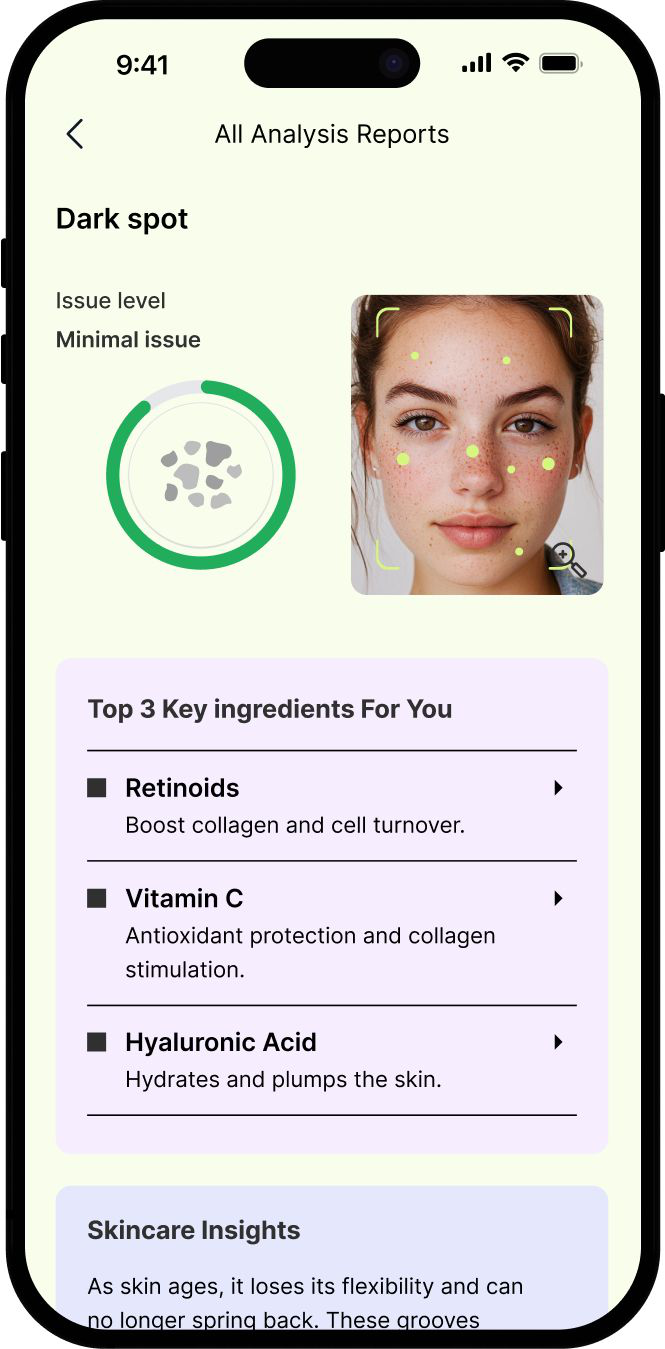 9:41
All Analysis Reports
Dark spot
Issue level
Minimal issue
Top 3 Key ingredients For You
Retinoids
Boost collagen and cell turnover.
Vitamin C
Antioxidant protection and collagen
stimulation.
Hyaluronic Acid
Hydrates and plumps the skin.
Skincare Insights
As skin ages, it loses its flexibility and can
no longer spring back. These grooves